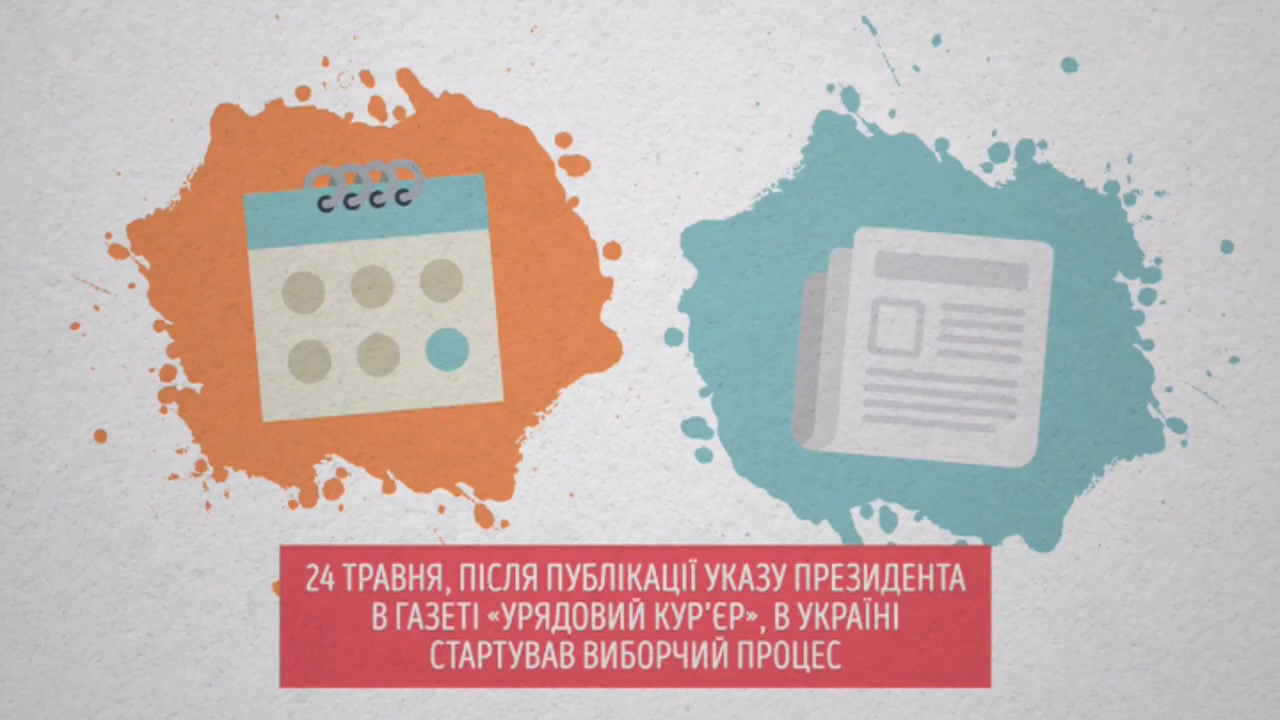 24 ТРАВНЯ, ПІСЛЯ ПУБЛІКАЦІЇ УКАЗУ ПРЕЗИДЕНТА
В ГАЗЕТІ «УРЯДОВИЙ КУР’ЄР», В УКРАЇНІ
СТАРТУВАВ ВИБОРЧИЙ ПРОЦЕС